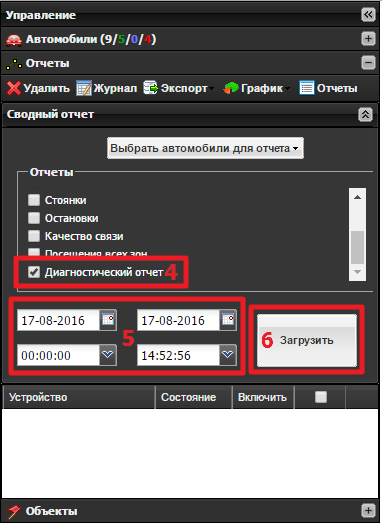 Управление
Автомобили (9/5/0/4)
Отчеты
Удалить Журнал Экспорт График Отчеты
Сводный отчет
Выбрать автомобили для отчета
Отчеты
Стоянки
Остановки
Качество связи
Посещения всех зон
Диагностический отчет 4
17-08-2016 17-08-2016
5
6 Загрузить
00:00:00 14:52:56
Устройство Состояние Включить
Объекты